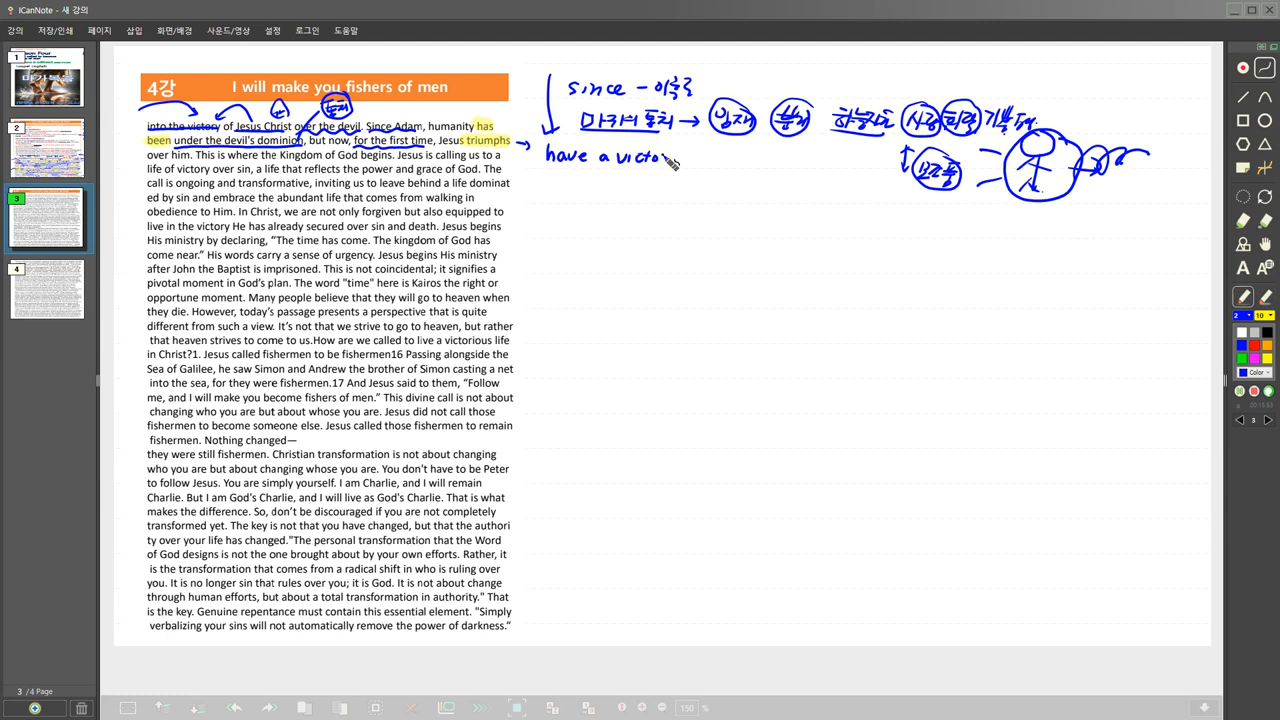 ICanNote - 새 강의
강의 저장/인쇄 페이지 삽입 화면/배경 사운드/영상 설정 로그인 도움말
1
2
3
4
4강 I will make you fishers of men
into the victory of Jesus Christ over the devil. Since Adam, humanity has
been under the devil's dominion, but now, for the first time, Jesus triumphs
over him. This is where the Kingdom of God begins. Jesus is calling us to a
life of victory over sin, a life that reflects the power and grace of God. The
call is ongoing and transformative, inviting us to leave behind a life dominat
ed by sin and embrace the abundant life that comes from walking in
obedience to Him. In Christ, we are not only forgiven but also equipped to
live in the victory He has already secured over sin and death. Jesus begins
His ministry by declaring, “The time has come. The kingdom of God has
come near.” His words carry a sense of urgency. Jesus begins His ministry
after John the Baptist is imprisoned. This is not coincidental; it signifies a
pivotal moment in God’s plan. The word "time" here is Kairos the right or
opportune moment. Many people believe that they will go to heaven when
they die. However, today’s passage presents a perspective that is quite
different from such a view. It’s not that we strive to go to heaven, but rather
that heaven strives to come to us.How are we called to live a victorious life
in Christ?1. Jesus called fishermen to be fishermen16 Passing alongside the
Sea of Galilee, he saw Simon and Andrew the brother of Simon casting a net
into the sea, for they were fishermen.17 And Jesus said to them, “Follow
me, and I will make you become fishers of men.” This divine call is not about
changing who you are but about whose you are. Jesus did not call those
fishermen to become someone else. Jesus called those fishermen to remain
fishermen. Nothing changed—
they were still fishermen. Christian transformation is not about changing
who you are but about changing whose you are. You don't have to be Peter
to follow Jesus. You are simply yourself. I am Charlie, and I will remain
Charlie. But I am God's Charlie, and I will live as God's Charlie. That is what
makes the difference. So, don’t be discouraged if you are not completely
transformed yet. The key is not that you have changed, but that the authori
ty over your life has changed."The personal transformation that the Word
of God designs is not the one brought about by your own efforts. Rather, it
is the transformation that comes from a radical shift in who is ruling over
you. It is no longer sin that rules over you; it is God. It is not about change
through human efforts, but about a total transformation in authority." That
is the key. Genuine repentance must contain this essential element. "Simply
verbalizing your sins will not automatically remove the power of darkness.“
통치
since - 이후로
마귀의 통치 →
have a victo
3 / 4 Page
150 %
2 10
Color
00:15:53
3